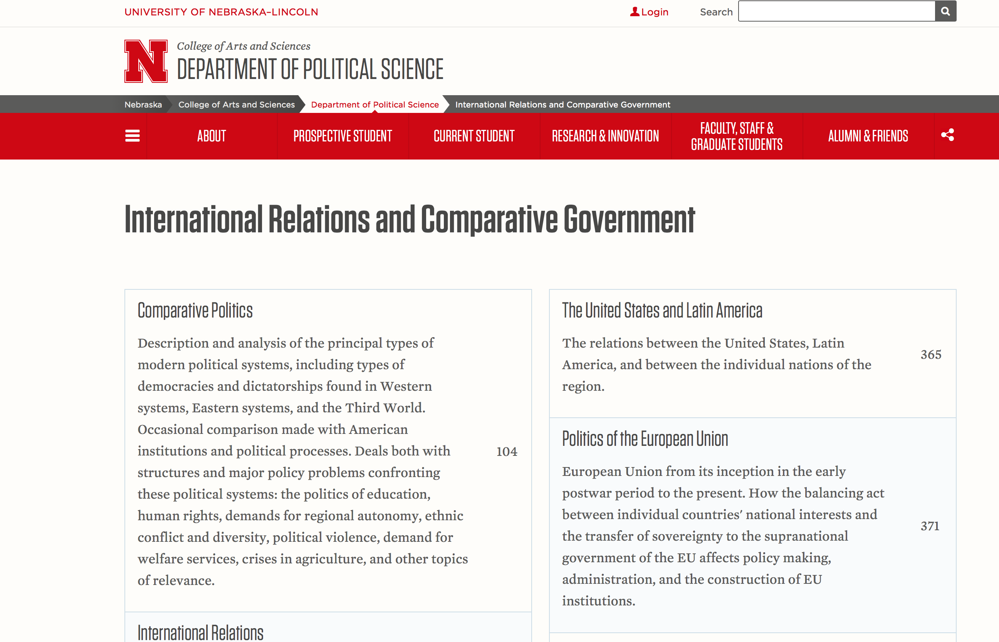 UNIVERSITY OF NEBRASKA–LINCOLN
Login
Search
N
College of Arts and Sciences
DEPARTMENT OF POLITICAL SCIENCE
Nebraska
College of Arts and Sciences
Department of Political Science
International Relations and Comparative Government
ABOUT
PROSPECTIVE STUDENT
CURRENT STUDENT
RESEARCH & INNOVATION
FACULTY, STAFF &
GRADUATE STUDENTS
ALUMNI & FRIENDS
International Relations and Comparative Government
Comparative Politics
Description and analysis of the principal types of
modern political systems, including types of
democracies and dictatorships found in Western
systems, Eastern systems, and the Third World.
Occasional comparison made with American
institutions and political processes. Deals both with
structures and major policy problems confronting
these political systems: the politics of education,
human rights, demands for regional autonomy, ethnic
conflict and diversity, political violence, demand for
welfare services, crises in agriculture, and other topics
of relevance.
104
International Relations
The United States and Latin America
The relations between the United States, Latin
America, and between the individual nations of the
region.
365
Politics of the European Union
European Union from its inception in the early
postwar period to the present. How the balancing act
between individual countries' national interests and
the transfer of sovereignty to the supranational
government of the EU affects policy making,
administration, and the construction of EU
institutions.
371